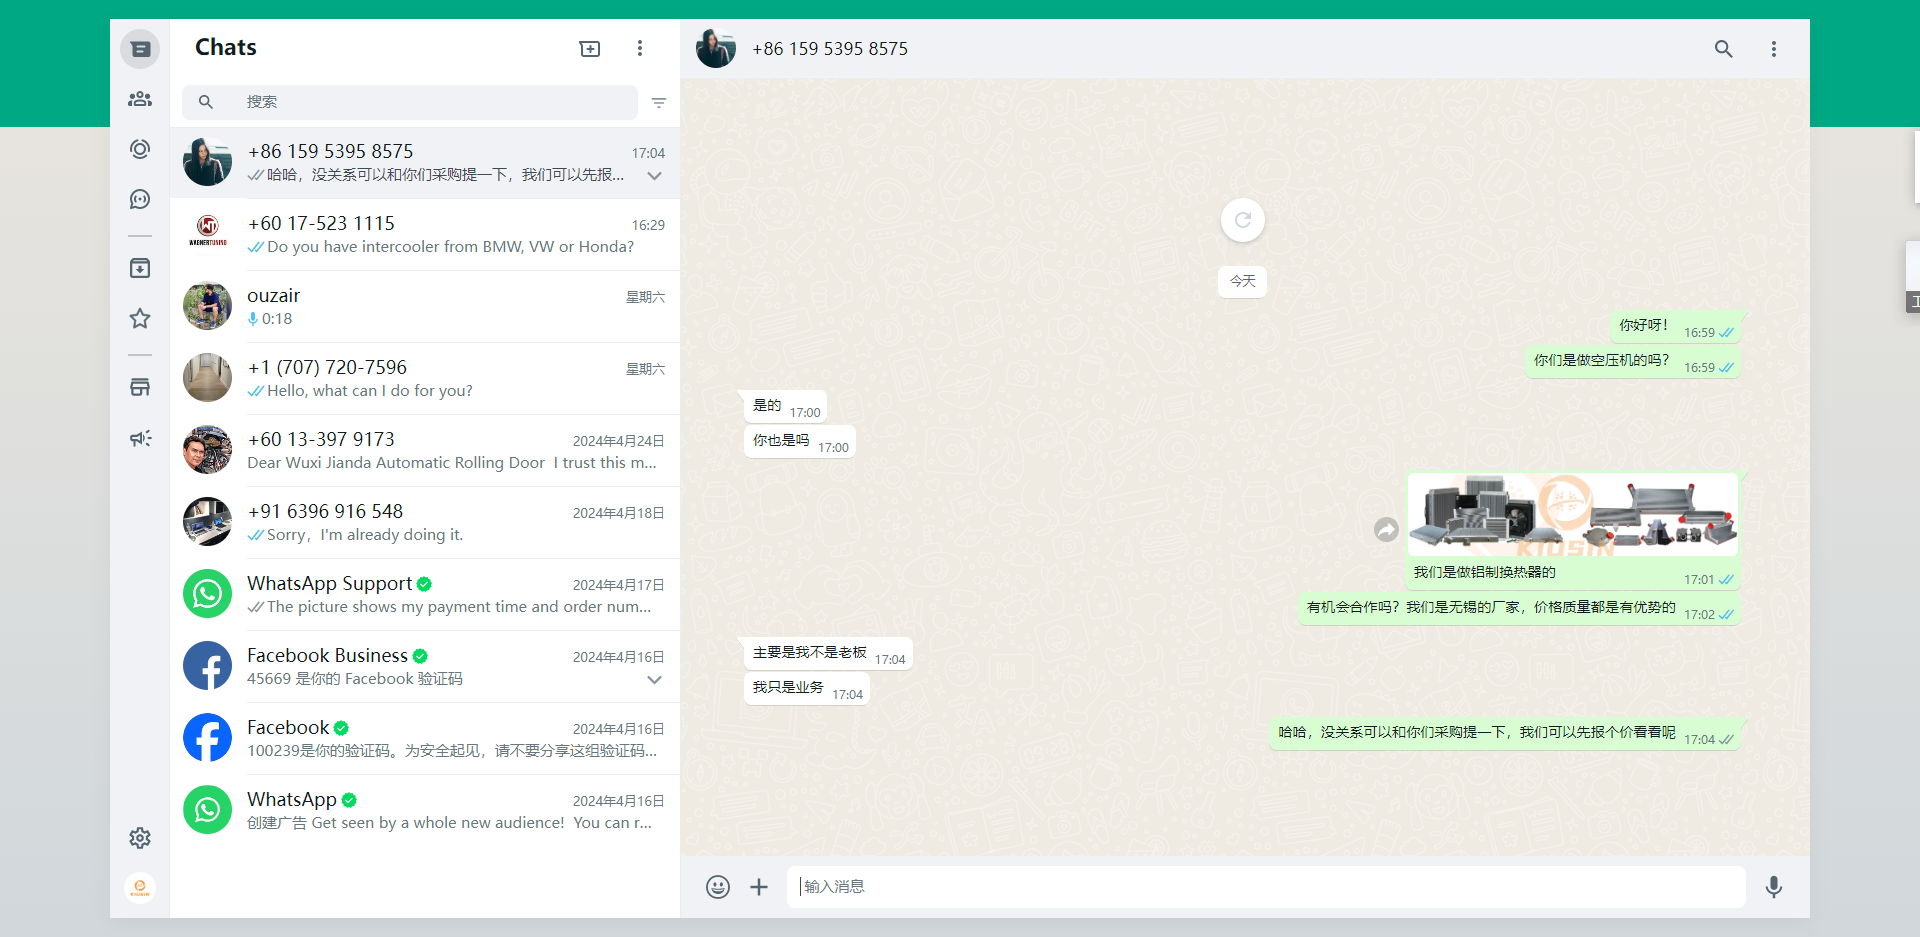 Chats
搜索
+86 159 5395 8575
17:04
哈哈，没关系可以和你们采购提一下，我们可以先报...
WAGNERTUNING
+60 17-523 1115
16:29
Do you have intercooler from BMW, VW or Honda?
ouzair
星期六
0:18
+1 (707) 720-7596
星期六
Hello, what can I do for you?
+60 13-397 9173
2024年4月24日
Dear Wuxi Jianda Automatic Rolling Door I trust this m...
+91 6396 916 548
2024年4月18日
Sorry，I'm already doing it.
WhatsApp Support
2024年4月17日
The picture shows my payment time and order num...
Facebook Business
2024年4月16日
45669 是你的 Facebook 验证码
Facebook
2024年4月16日
100239是你的验证码。为安全起见，请不要分享这组验证码...
WhatsApp
2024年4月16日
创建广告 Get seen by a whole new audience! You can r...
+86 159 5395 8575
今天
你好呀！ 16:59
你们是做空压机的吗？ 16:59
是的 17:00
你也是吗 17:00
KIUSIN
我们是做铝制换热器的 17:01
有机会合作吗？我们是无锡的厂家，价格质量都是有优势的 17:02
主要是我不是老板 17:04
我只是业务 17:04
哈哈，没关系可以和你们采购提一下，我们可以先报个价看看呢 17:04
输入消息